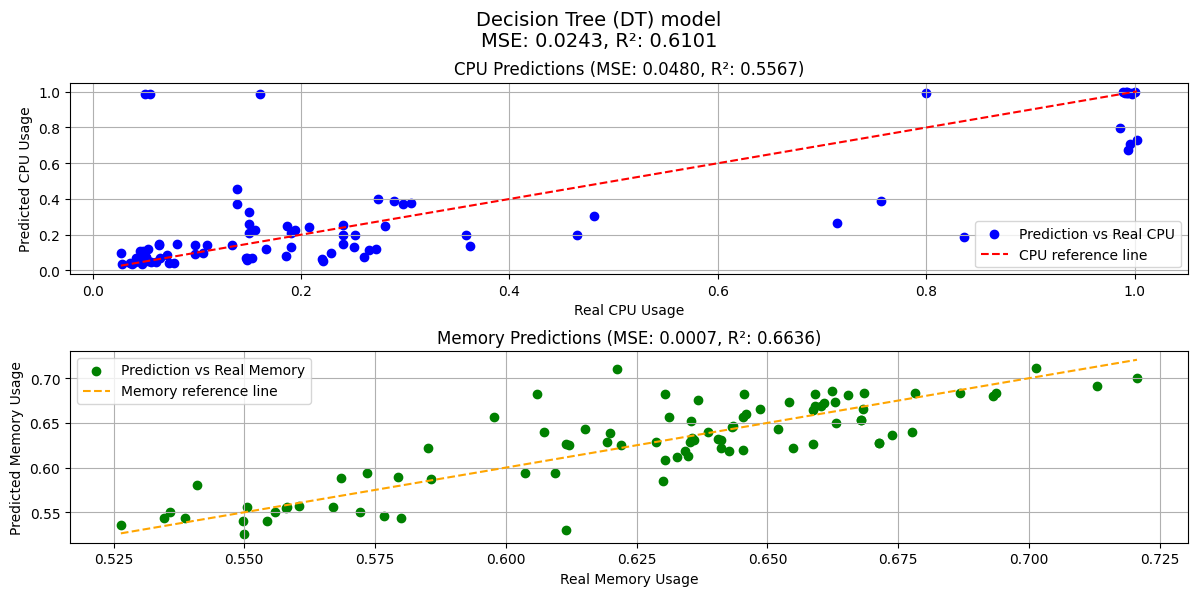 Decision Tree (DT) model
MSE: 0.0243, R²: 0.6101
CPU Predictions (MSE: 0.0480, R²: 0.5567)
Predicted CPU Usage
1.0
0.8
0.6
0.4
0.2
0.0
Prediction vs Real CPU
CPU reference line
0.0 0.2 0.4 0.6 0.8 1.0
Real CPU Usage
Memory Predictions (MSE: 0.0007, R²: 0.6636)
Predicted Memory Usage
Prediction vs Real Memory
Memory reference line
0.70
0.65
0.60
0.55
0.525 0.550 0.575 0.600 0.625 0.650 0.675 0.700 0.725
Real Memory Usage